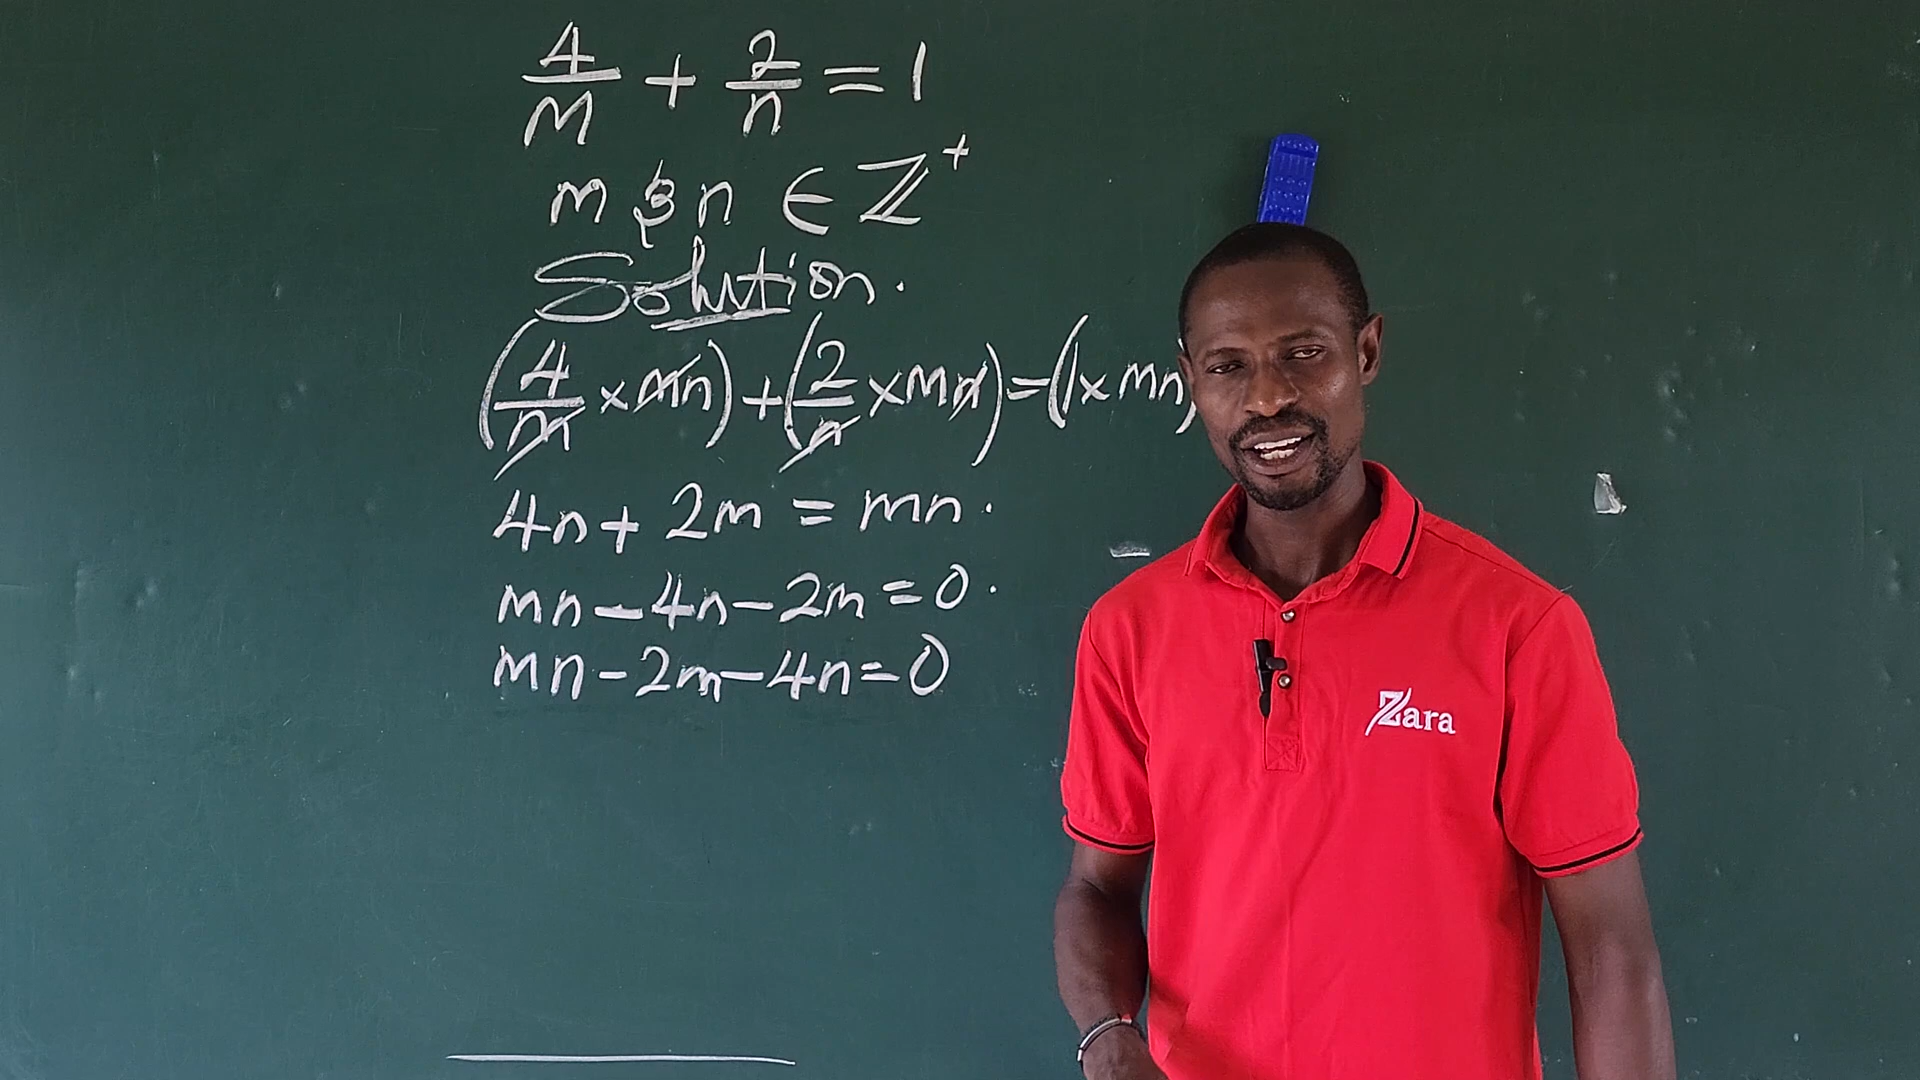 4/m + 2/n = 1
m & n ∈ ℤ⁺
Solution.
(4/m × mn) + (2/n × mn) = (1 × mn)
4n + 2m = mn.
mn - 4n - 2m = 0.
mn - 2m - 4n = 0
Zara